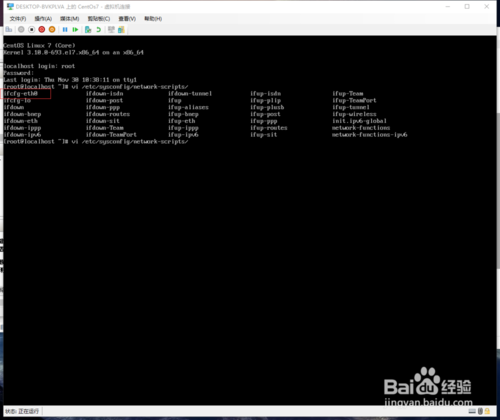 DESKTOP-BVKPLVA 上的 CentOs7 - 虚拟机连接
文件(F) 操作(A) 媒体(M) 剪贴板(C) 查看(V) 帮助(H)
CentOS Linux 7 (Core)
Kernel 3.10.0-693.el7.x86_64 on an x86_64
localhost login: root
Password:
Last login: Thu Nov 30 10:38:11 on tty1
[root@localhost ~]# vi /etc/sysconfig/network-scripts/
ifcfg-eth0 ifdown-isdn ifdown-tunnel ifup-isdn ifup-Team
ifcfg-lo ifdown-post ifup ifup-plip ifup-TeamPort
ifdown ifdown-ppp ifup-aliases ifup-plusb ifup-tunnel
ifdown-bnep ifdown-routes ifup-bnep ifup-post ifup-wireless
ifdown-eth ifdown-sit ifup-eth ifup-ppp init.ipv6-global
ifdown-ippp ifdown-Team ifup-ippp ifup-routes network-functions
ifdown-ipv6 ifdown-TeamPort ifup-ipv6 ifup-sit network-functions-ipv6
[root@localhost ~]# vi /etc/sysconfig/network-scripts/
Baidu 经验
jingyan.baidu.com
状态: 正在运行